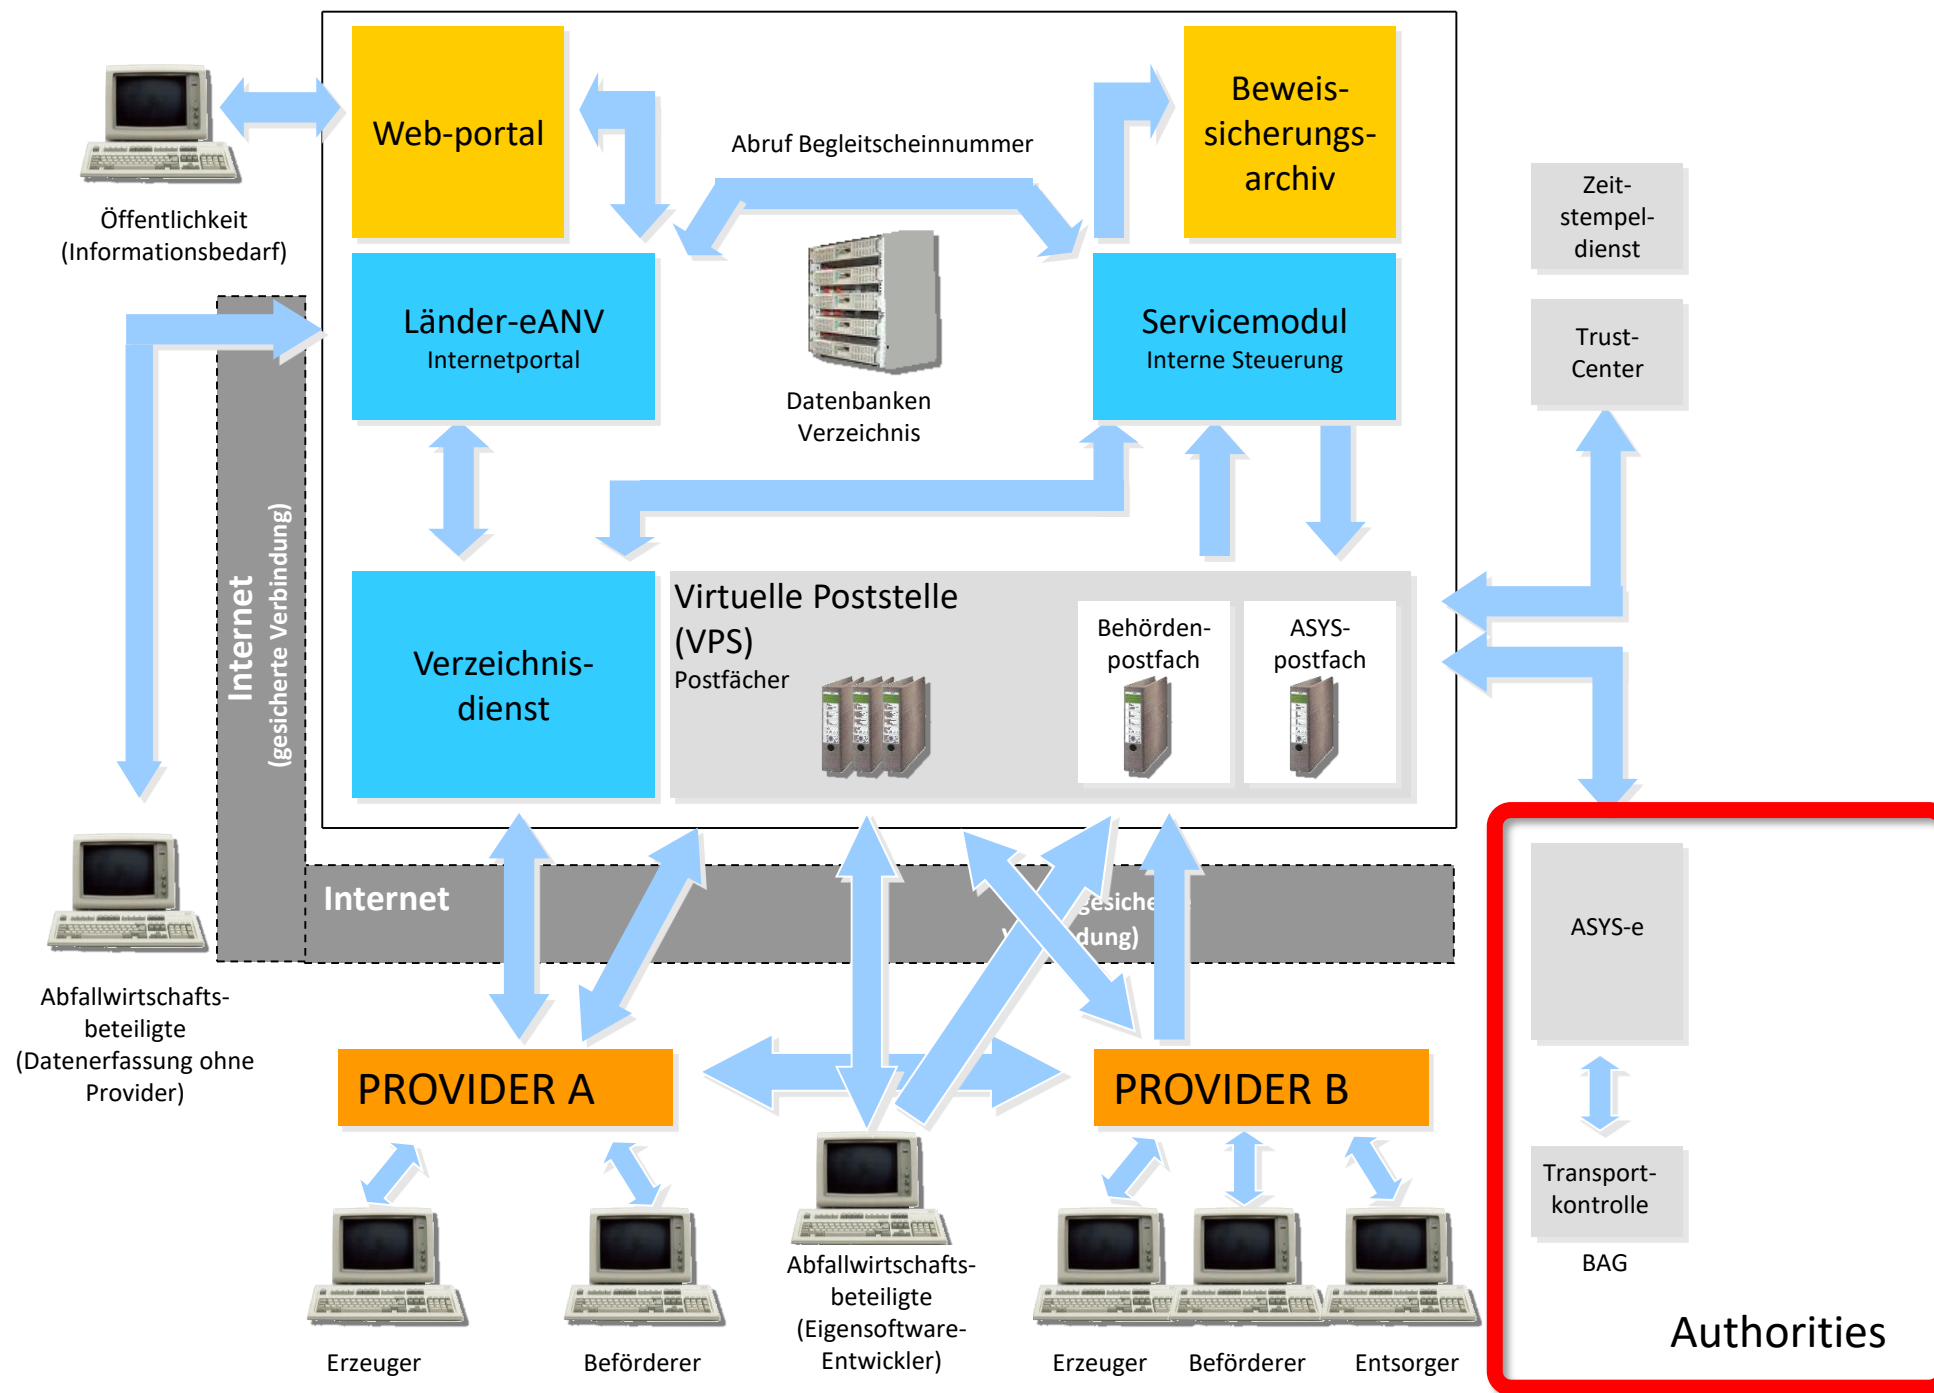 Web-portal
Beweis-
sicherungs-
archiv
Abruf Begleitscheinnummer
Öffentlichkeit
(Informationsbedarf)
Zeit-
stempel-
dienst
Länder-eANV
Internetportal
Servicemodul
Interne Steuerung
Trust-
Center
Datenbanken
Verzeichnis
Internet
(gesicherte Verbindung)
Verzeichnis-
dienst
Virtuelle Poststelle
(VPS)
Postfächer
Behörden-
postfach
ASYS-
postfach
Internet
ASYS-e
Abfallwirtschafts-
beteiligte
(Datenerfassung ohne
Provider)
PROVIDER A
PROVIDER B
Transport-
kontrolle
BAG
Abfallwirtschafts-
beteiligte
(Eigensoftware-
Entwickler)
Erzeuger
Beförderer
Erzeuger
Beförderer
Entsorger
Authorities